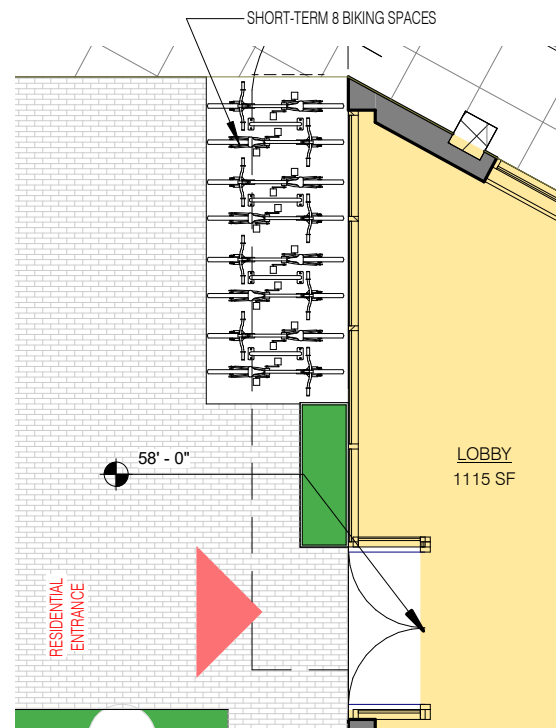 SHORT-TERM 8 BIKING SPACES
58' - 0"
LOBBY
1115 SF
RESIDENTIAL
ENTRANCE